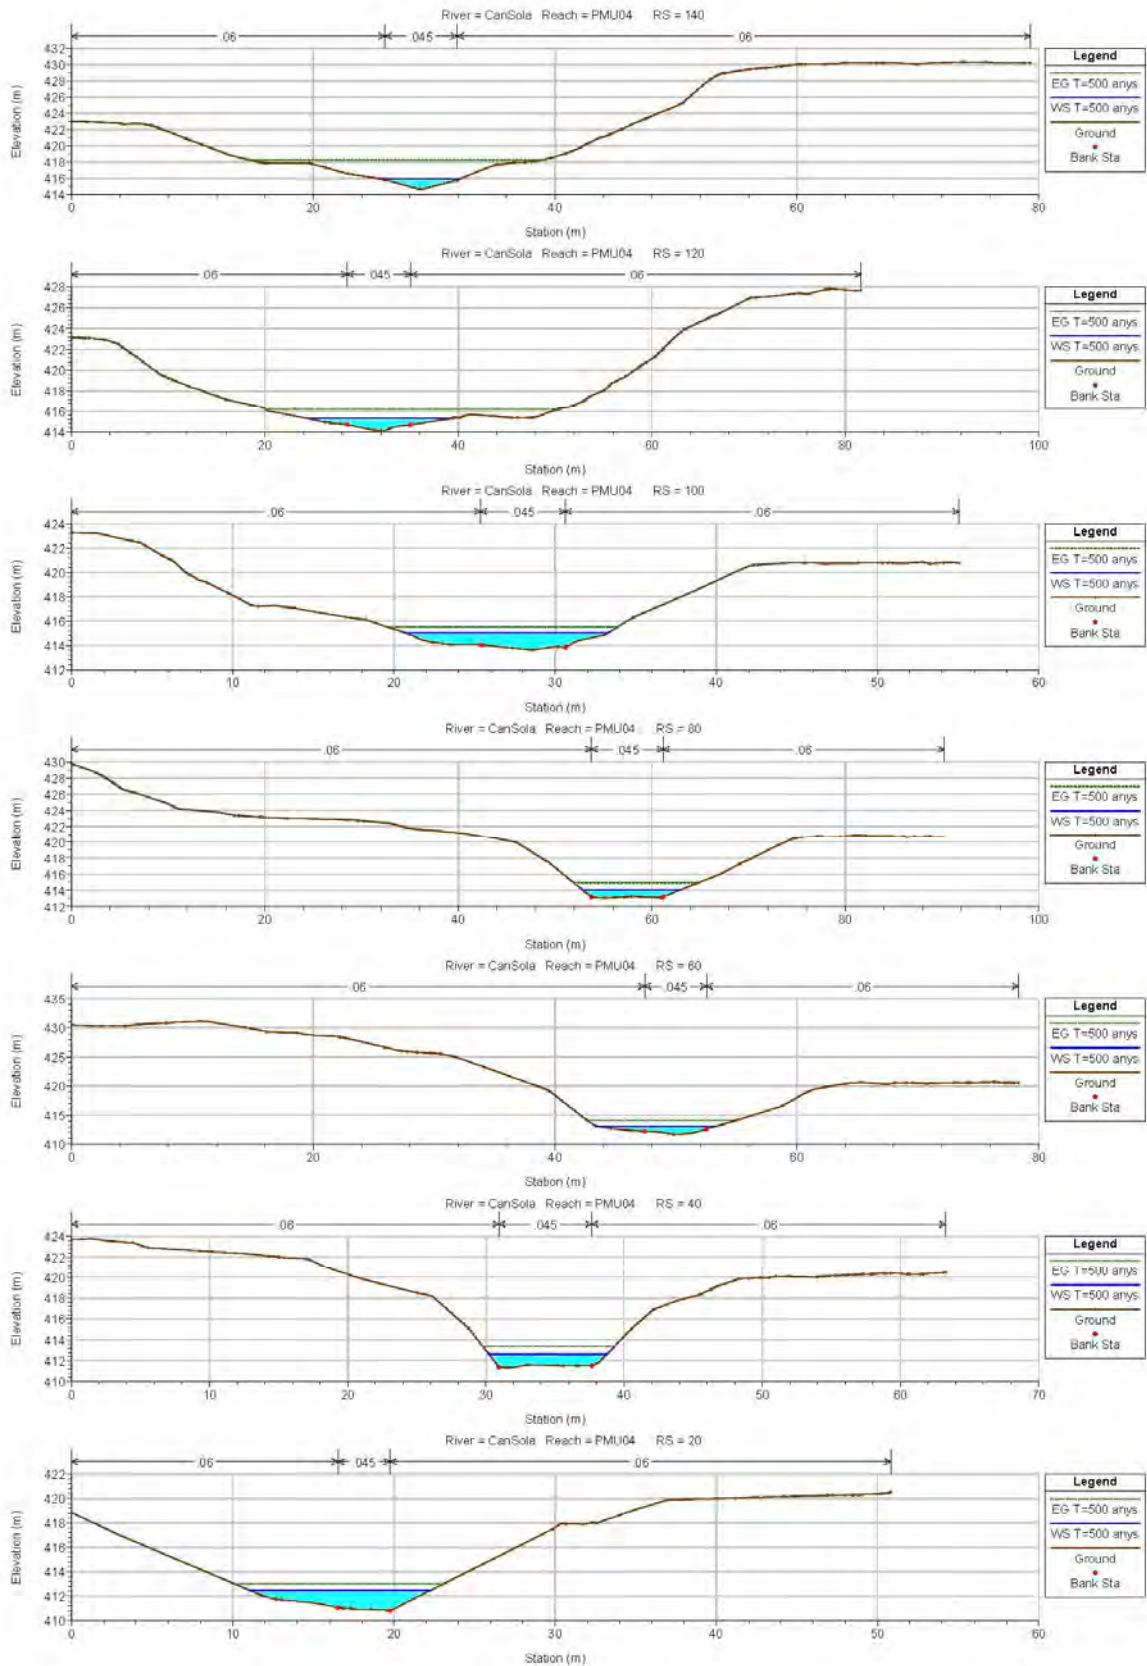 River = CanSola Reach = PMU04 RS = 140
.06 .045 .06
432
430
428
426
424
422
420
418
416
414
Elevation (m)
0 20 40 60 80
Station (m)
Legend
EG T=500 anys
WS T=500 anys
Ground
Bank Sta
River = CanSola Reach = PMU04 RS = 120
.06 .045 .06
428
426
424
422
420
418
416
414
Elevation (m)
0 20 40 60 80 100
Station (m)
Legend
EG T=500 anys
WS T=500 anys
Ground
Bank Sta
River = CanSola Reach = PMU04 RS = 100
.06 .045 .06
424
422
420
418
416
414
412
Elevation (m)
0 10 20 30 40 50 60
Station (m)
Legend
EG T=500 anys
WS T=500 anys
Ground
Bank Sta
River = CanSola Reach = PMU04 RS = 80
.06 .045 .06
430
428
426
424
422
420
418
416
414
412
Elevation (m)
0 20 40 60 80 100
Station (m)
Legend
EG T=500 anys
WS T=500 anys
Ground
Bank Sta
River = CanSola Reach = PMU04 RS = 60
.06 .045 .06
435
430
425
420
415
410
Elevation (m)
0 20 40 60 80
Station (m)
Legend
EG T=500 anys
WS T=500 anys
Ground
Bank Sta
River = CanSola Reach = PMU04 RS = 40
.06 .045 .06
424
422
420
418
416
414
412
410
Elevation (m)
0 10 20 30 40 50 60 70
Station (m)
Legend
EG T=500 anys
WS T=500 anys
Ground
Bank Sta
River = CanSola Reach = PMU04 RS = 20
.06 .045 .06
422
420
418
416
414
412
410
Elevation (m)
0 10 20 30 40 50 60
Station (m)
Legend
EG T=500 anys
WS T=500 anys
Ground
Bank Sta